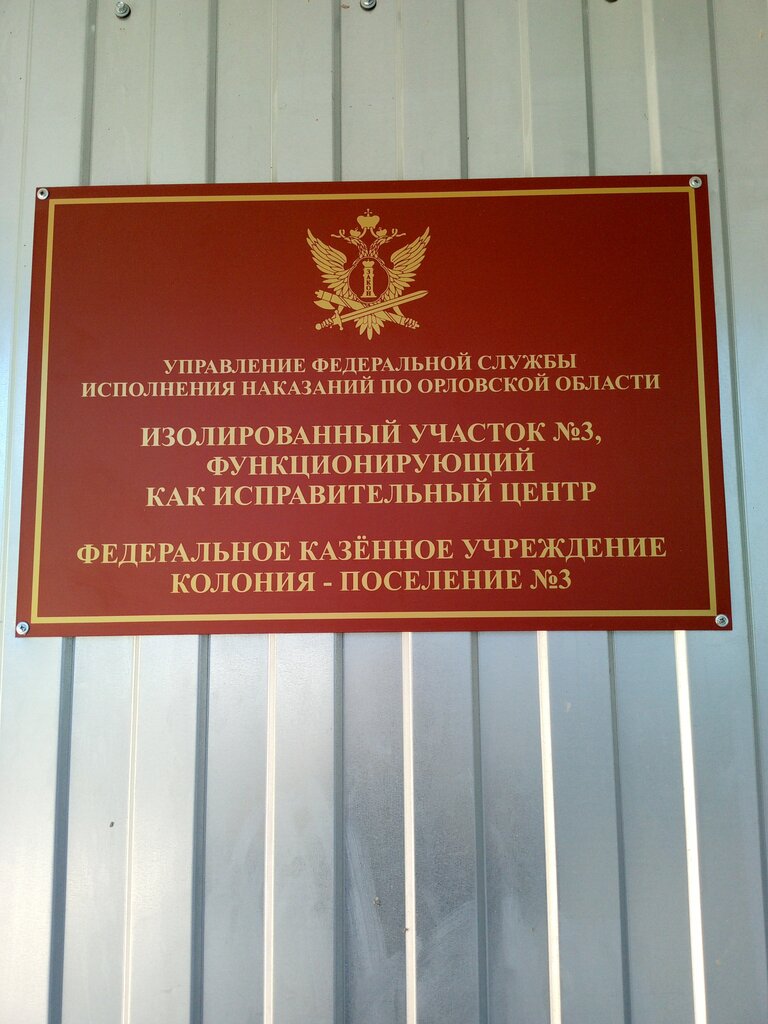 ЗАКОН
УПРАВЛЕНИЕ ФЕДЕРАЛЬНОЙ СЛУЖБЫ
ИСПОЛНЕНИЯ НАКАЗАНИЙ ПО ОРЛОВСКОЙ ОБЛАСТИ
ИЗОЛИРОВАННЫЙ УЧАСТОК №3,
ФУНКЦИОНИРУЮЩИЙ
КАК ИСПРАВИТЕЛЬНЫЙ ЦЕНТР
ФЕДЕРАЛЬНОЕ КАЗЁННОЕ УЧРЕЖДЕНИЕ
КОЛОНИЯ - ПОСЕЛЕНИЕ №3